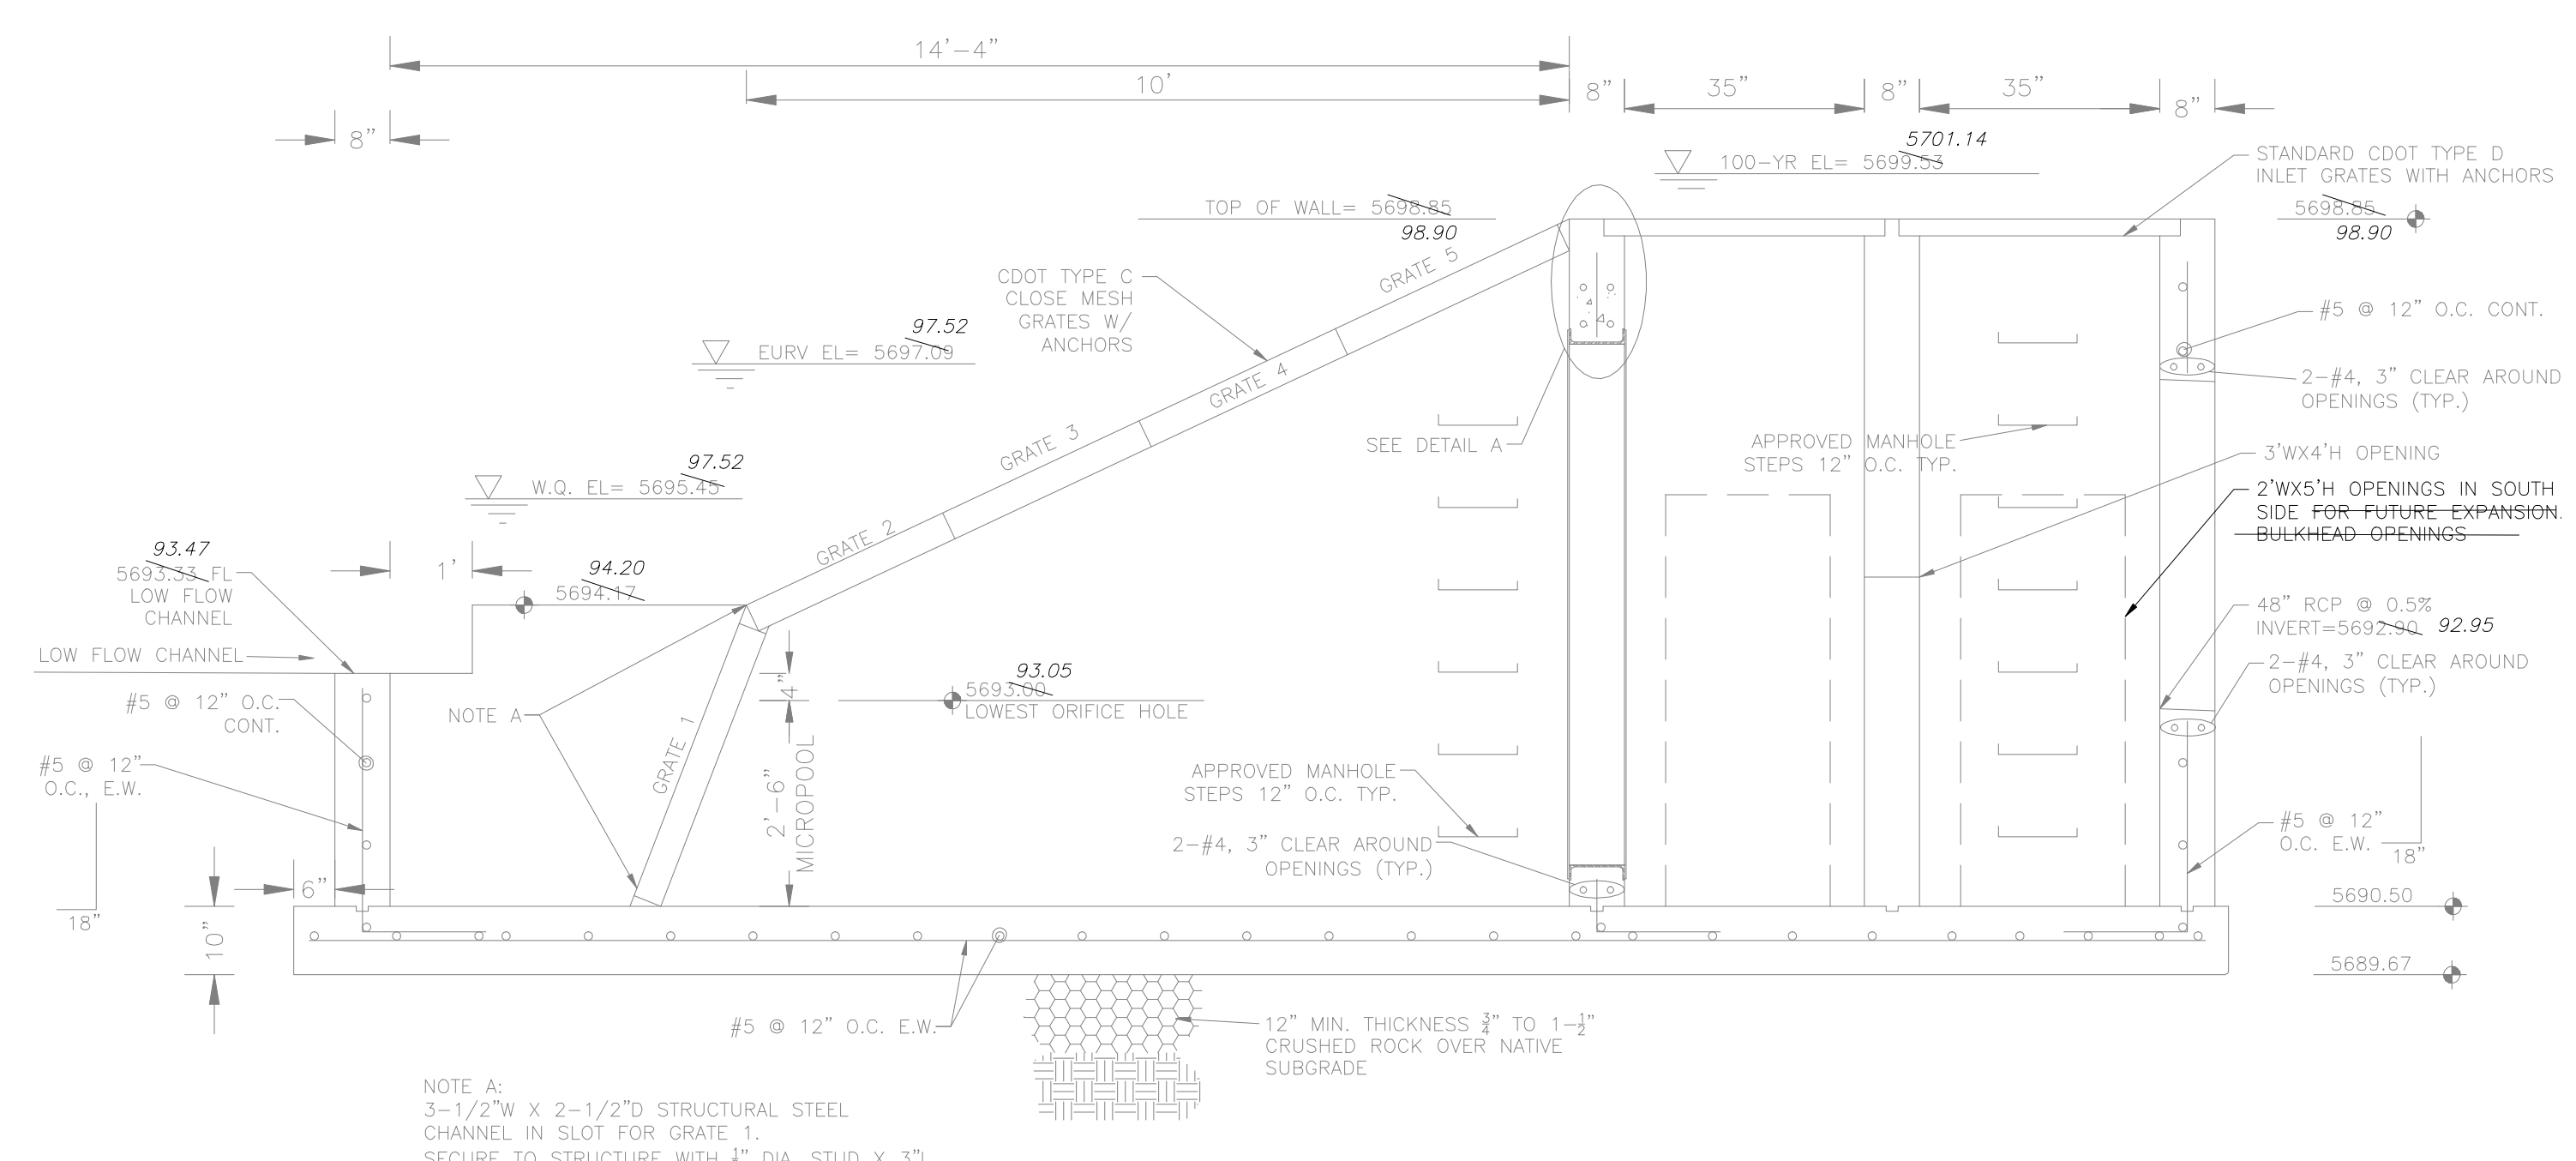 14'-4"
10'
8"
35"
8"
35"
8"
8"
5701.14
100-YR EL= 5699.53
STANDARD CDOT TYPE D
INLET GRATES WITH ANCHORS
TOP OF WALL= 5698.85
98.90
5698.85
98.90
CDOT TYPE C
CLOSE MESH
GRATES W/
ANCHORS
GRATE 5
#5 @ 12" O.C. CONT.
97.52
EURV EL= 5697.09
GRATE 4
2-#4, 3" CLEAR AROUND
OPENINGS (TYP.)
GRATE 3
SEE DETAIL A
APPROVED MANHOLE
STEPS 12" O.C. TYP.
3'WX4'H OPENING
97.52
W.Q. EL= 5695.45
2'WX5'H OPENINGS IN SOUTH
SIDE FOR FUTURE EXPANSION.
BULKHEAD OPENINGS
GRATE 2
93.47
5693.33 FL
LOW FLOW
CHANNEL
1'
94.20
5694.17
48" RCP @ 0.5%
INVERT=5692.90 92.95
LOW FLOW CHANNEL
2-#4, 3" CLEAR AROUND
OPENINGS (TYP.)
4"
93.05
5693.00
LOWEST ORIFICE HOLE
#5 @ 12" O.C.
CONT.
NOTE A
GRATE 1
2'-6"
MICROPOOL
#5 @ 12"
O.C., E.W.
APPROVED MANHOLE
STEPS 12" O.C. TYP.
2-#4, 3" CLEAR AROUND
OPENINGS (TYP.)
#5 @ 12"
O.C. E.W.
18"
6"
18"
10"
5690.50
5689.67
#5 @ 12" O.C. E.W.
12" MIN. THICKNESS 3/4" TO 1-1/2"
CRUSHED ROCK OVER NATIVE
SUBGRADE
NOTE A:
3-1/2"W X 2-1/2"D STRUCTURAL STEEL
CHANNEL IN SLOT FOR GRATE 1.
SECURE TO STRUCTURE WITH DIA. STUD X 3"L